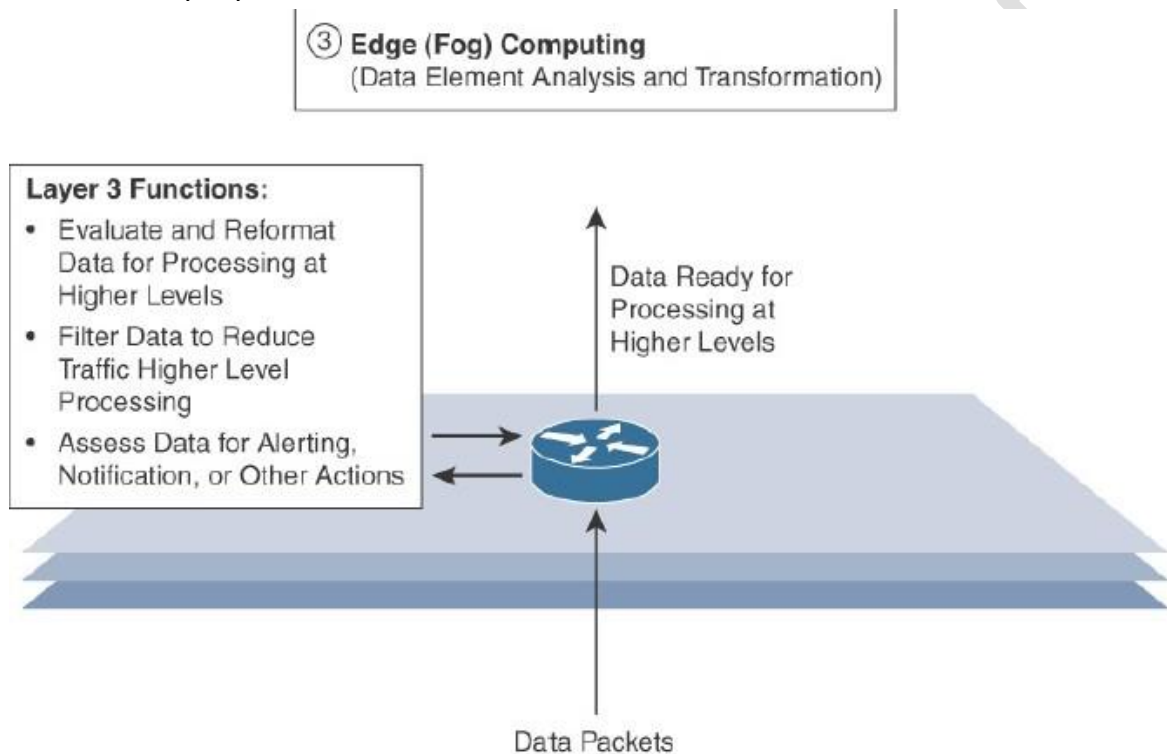 ③ Edge (Fog) Computing
(Data Element Analysis and Transformation)
Layer 3 Functions:
• Evaluate and Reformat
Data for Processing at
Higher Levels
• Filter Data to Reduce
Traffic Higher Level
Processing
• Assess Data for Alerting,
Notification, or Other Actions
Data Ready for
Processing at
Higher Levels
Data Packets